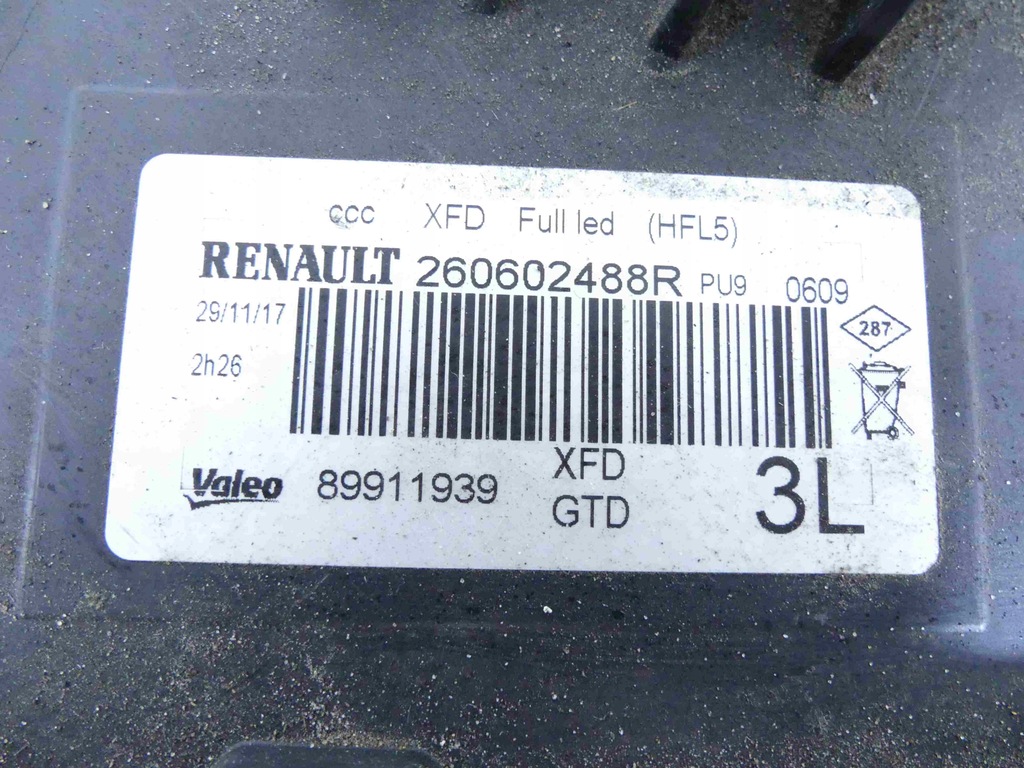 ccc XFD Full led (HFL5)
RENAULT 260602488R PU9 0609
29/11/17
287
2h26
Valeo 89911939 XFD
GTD
3L